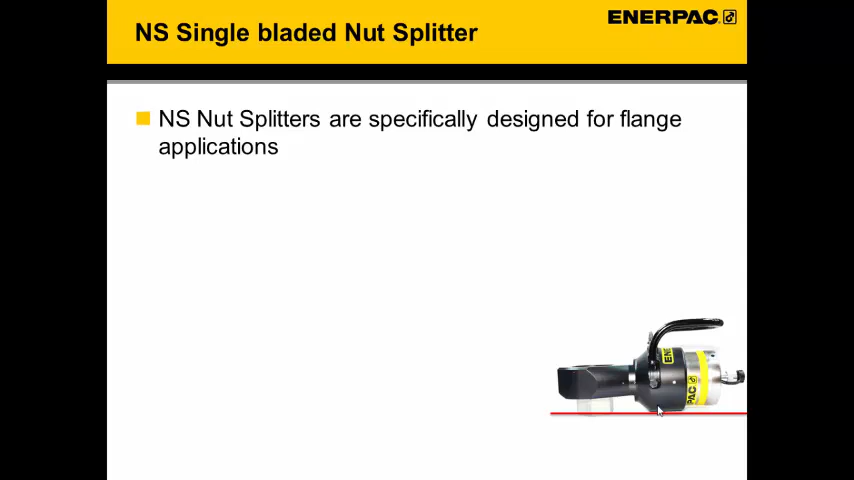 NS Single bladed Nut Splitter
ENERPAC
NS Nut Splitters are specifically designed for flange
applications